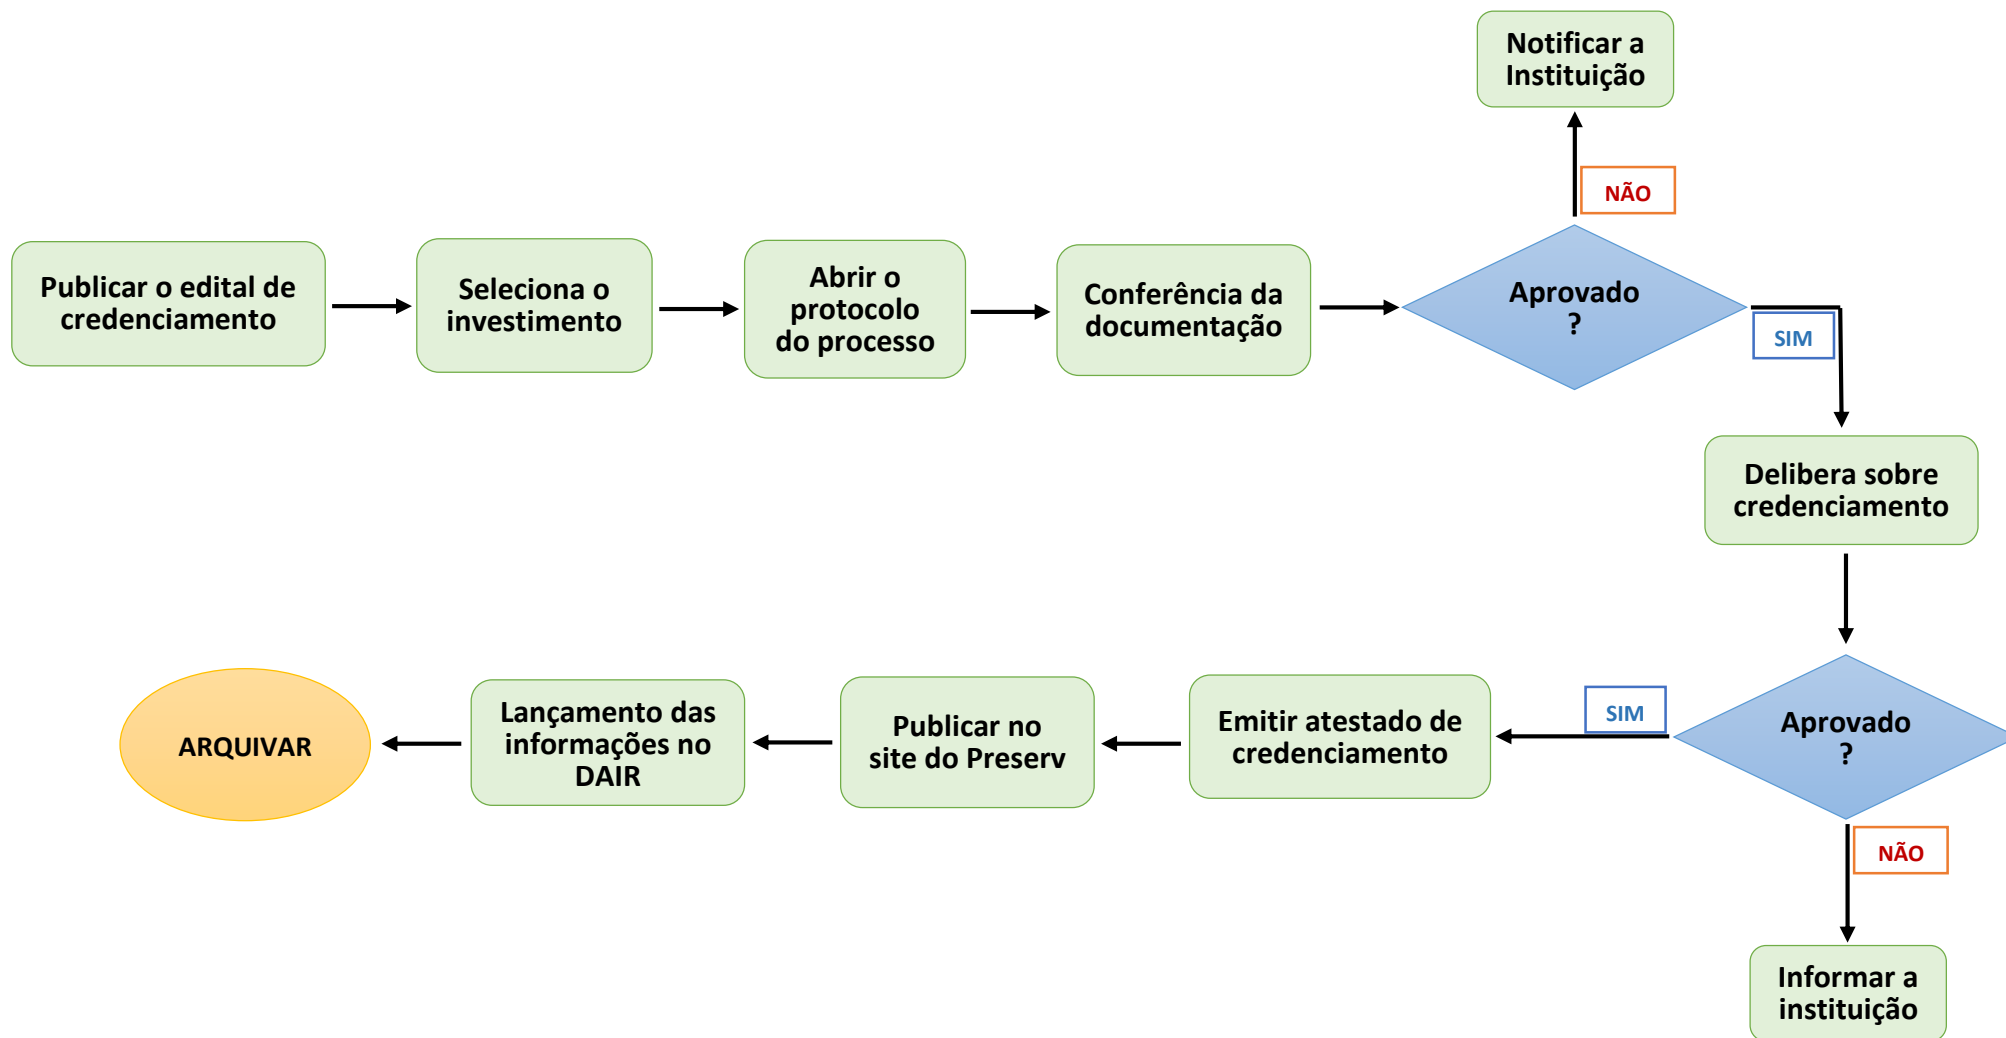 Notificar a
Instituição
NÃO
Publicar o edital de
credenciamento
Seleciona o
investimento
Abrir o
protocolo
do processo
Conferência da
documentação
Aprovado
?
SIM
Delibera sobre
credenciamento
Aprovado
?
SIM
Emitir atestado de
credenciamento
Publicar no
site do Preserv
Lançamento das
informações no
DAIR
ARQUIVAR
NÃO
Informar a
instituição